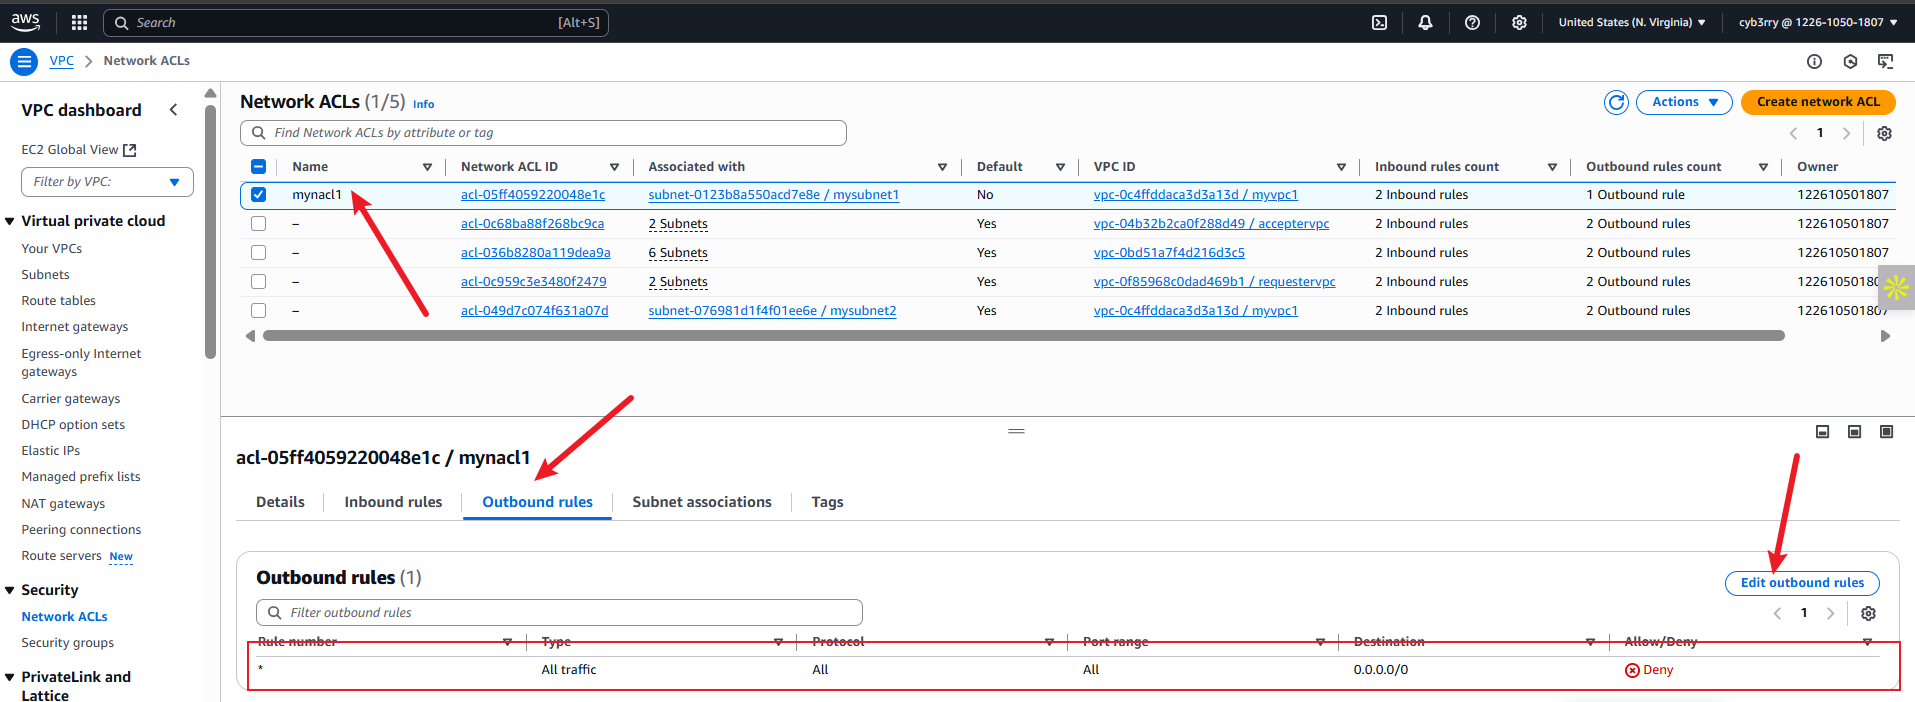 aws
Search [Alt+S]
United States (N. Virginia) cyb3rry @ 1226-1050-1807
VPC Network ACLs
VPC dashboard
EC2 Global View
Filter by VPC:
Virtual private cloud
Your VPCs
Subnets
Route tables
Internet gateways
Egress-only Internet
gateways
Carrier gateways
DHCP option sets
Elastic IPs
Managed prefix lists
NAT gateways
Peering connections
Route servers New
Security
Network ACLs
Security groups
PrivateLink and
Lattice
Network ACLs (1/5) Info
Actions Create network ACL
Find Network ACLs by attribute or tag
1
Name Network ACL ID Associated with Default VPC ID Inbound rules count Outbound rules count Owner
mynacl1 acl-05ff4059220048e1c subnet-0123b8a550acd7e8e / mysubnet1 No vpc-0c4ffddaca3d3a13d / myvpc1 2 Inbound rules 1 Outbound rule 122610501807
– acl-0c68ba88f268bc9ca 2 Subnets Yes vpc-04b32b2ca0f288d49 / acceptervpc 2 Inbound rules 2 Outbound rules 122610501807
– acl-036b8280a119dea9a 6 Subnets Yes vpc-0bd51a7f4d216d3c5 2 Inbound rules 2 Outbound rules 122610501807
– acl-0c959c3e3480f2479 2 Subnets Yes vpc-0f85968c0dad469b1 / requestervpc 2 Inbound rules 2 Outbound rules
– acl-049d7c074f631a07d subnet-076981d1f4f01ee6e / mysubnet2 Yes vpc-0c4ffddaca3d3a13d / myvpc1 2 Inbound rules 2 Outbound rules 122610501807
acl-05ff4059220048e1c / mynacl1
Details Inbound rules Outbound rules Subnet associations Tags
Outbound rules (1)
Edit outbound rules
Filter outbound rules
1
Rule number Type Protocol Port range Destination Allow/Deny
* All traffic All All 0.0.0.0/0 Deny